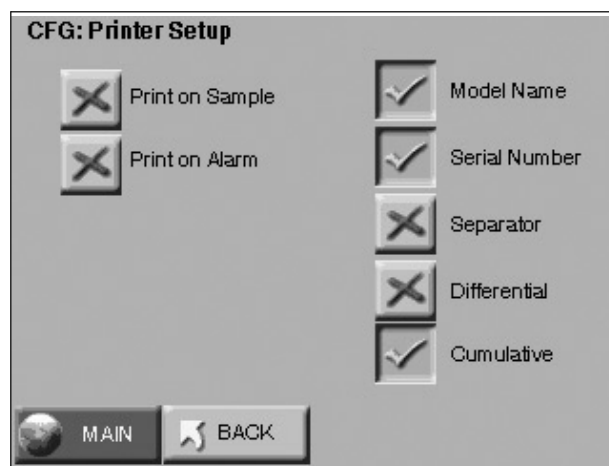 CFG: Printer Setup
Print on Sample
Print on Alarm
Model Name
Serial Number
Separator
Differential
Cumulative
MAIN
BACK